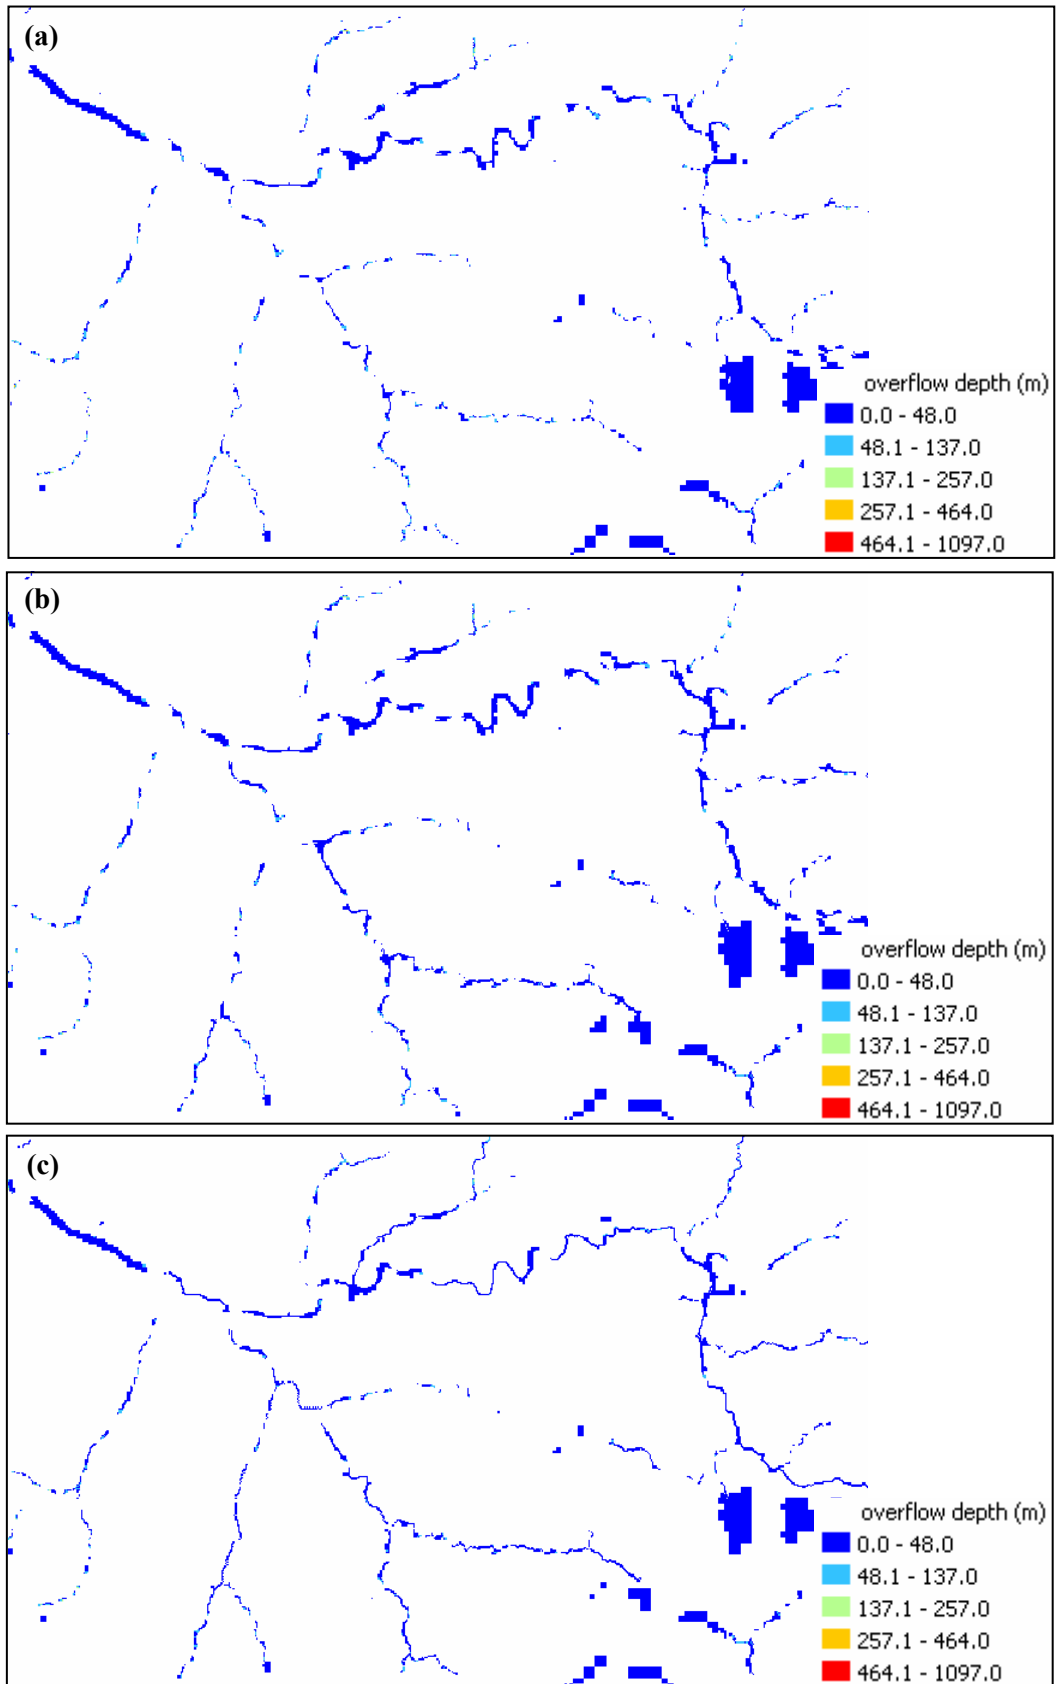 (a)
overflow depth (m)
0.0 - 48.0
48.1 - 137.0
137.1 - 257.0
257.1 - 464.0
464.1 - 1097.0
(b)
overflow depth (m)
0.0 - 48.0
48.1 - 137.0
137.1 - 257.0
257.1 - 464.0
464.1 - 1097.0
(c)
overflow depth (m)
0.0 - 48.0
48.1 - 137.0
137.1 - 257.0
257.1 - 464.0
464.1 - 1097.0